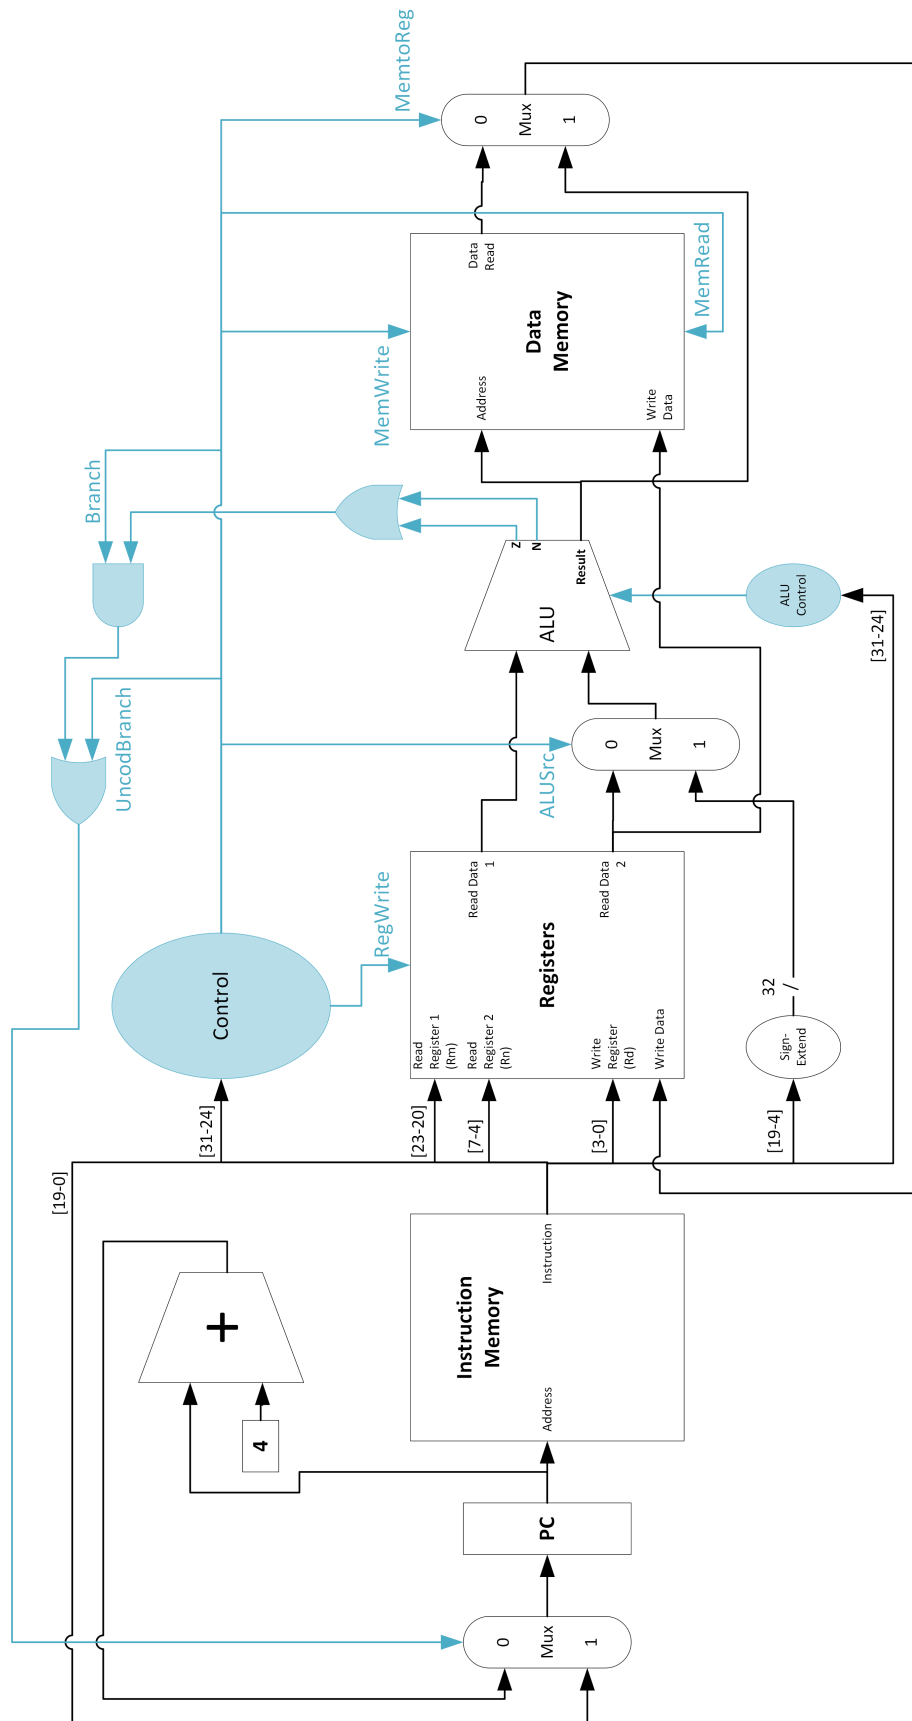 [19-0]
UncodBranch
Branch
Control
[31-24]
RegWrite
MemWrite
MemtoReg
4
+
Mux
0
1
PC
Instruction
Memory
Address
Instruction
[23-20]
[7-4]
[3-0]
[19-4]
Read
Register 1
(Rm)
Read
Register 2
(Rn)
Write
Register
(Rd)
Write Data
Registers
Read Data
1
Read Data
2
Sign-
Extend
32
/
ALUSrc
0
Mux
1
ALU
Z
N
Result
ALU
Control
[31-24]
Address
Write
Data
Data
Memory
Data
Read
MemRead
0
Mux
1